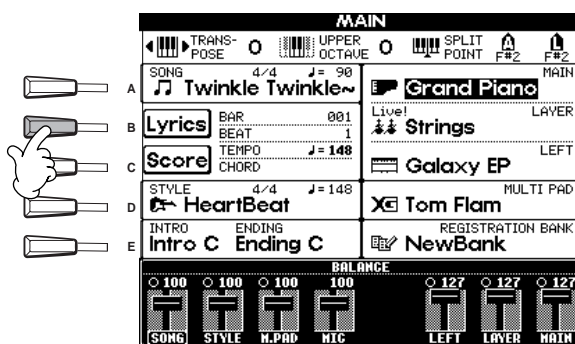 MAIN
TRANS-
POSE 0
UPPER
OCTAVE 0
SPLIT
POINT
A
F#2
L
F#2
SONG 4/4 ♩= 90
Twinkle Twinkle~
MAIN
Grand Piano
A
Lyrics
BAR 001
BEAT 1
Live! LAYER
Strings
B
Score
TEMPO ♩= 148
CHORD
LEFT
Galaxy EP
C
STYLE 4/4 ♩=148
HeartBeat
MULTI PAD
Tom Flam
D
INTRO ENDING
Intro C Ending C
REGISTRATION BANK
NewBank
E
BALANCE
100 100 100 100 127 127 127
SONG STYLE M.PAD MIC LEFT LAYER MAIN